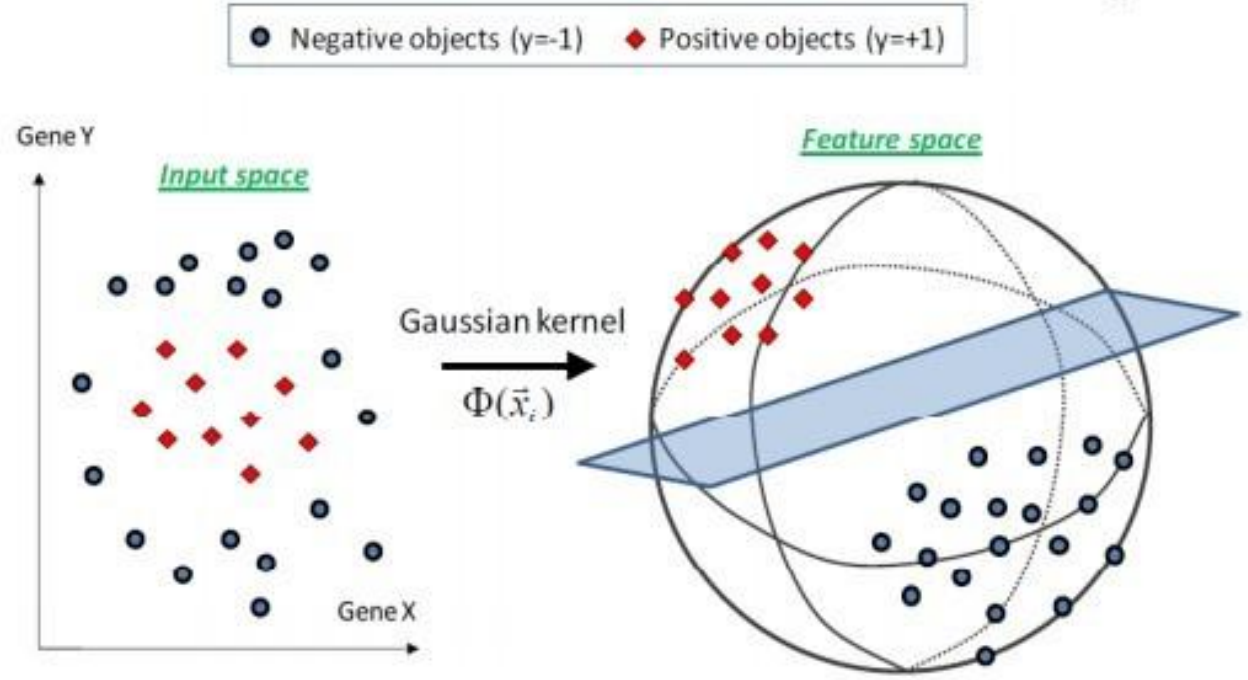 Negative objects (y=-1) Positive objects (y=+1)
Gene Y
Input space
Feature space
Gaussian kernel
Φ(x⃗ᵢ)
Gene X